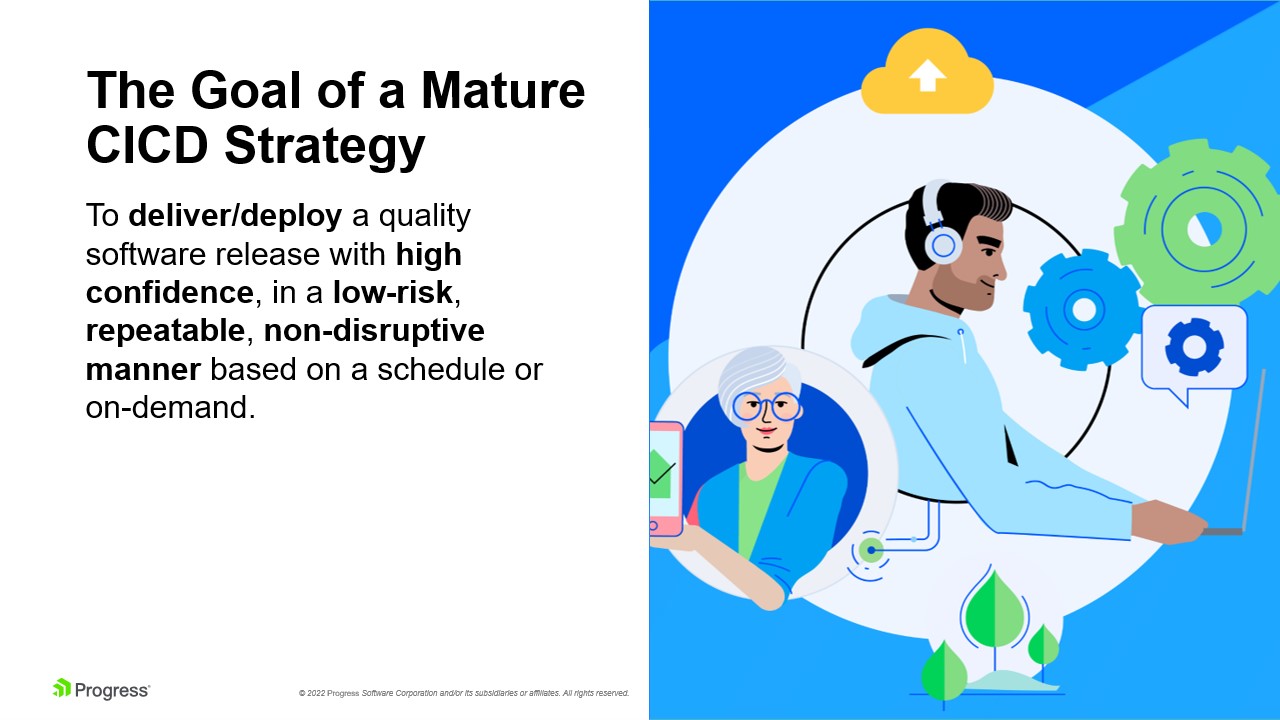 The Goal of a Mature
CICD Strategy
To deliver/deploy a quality
software release with high
confidence, in a low-risk,
repeatable, non-disruptive
manner based on a schedule or
on-demand.
Progress®
© 2022 Progress Software Corporation and/or its subsidiaries or affiliates. All rights reserved.